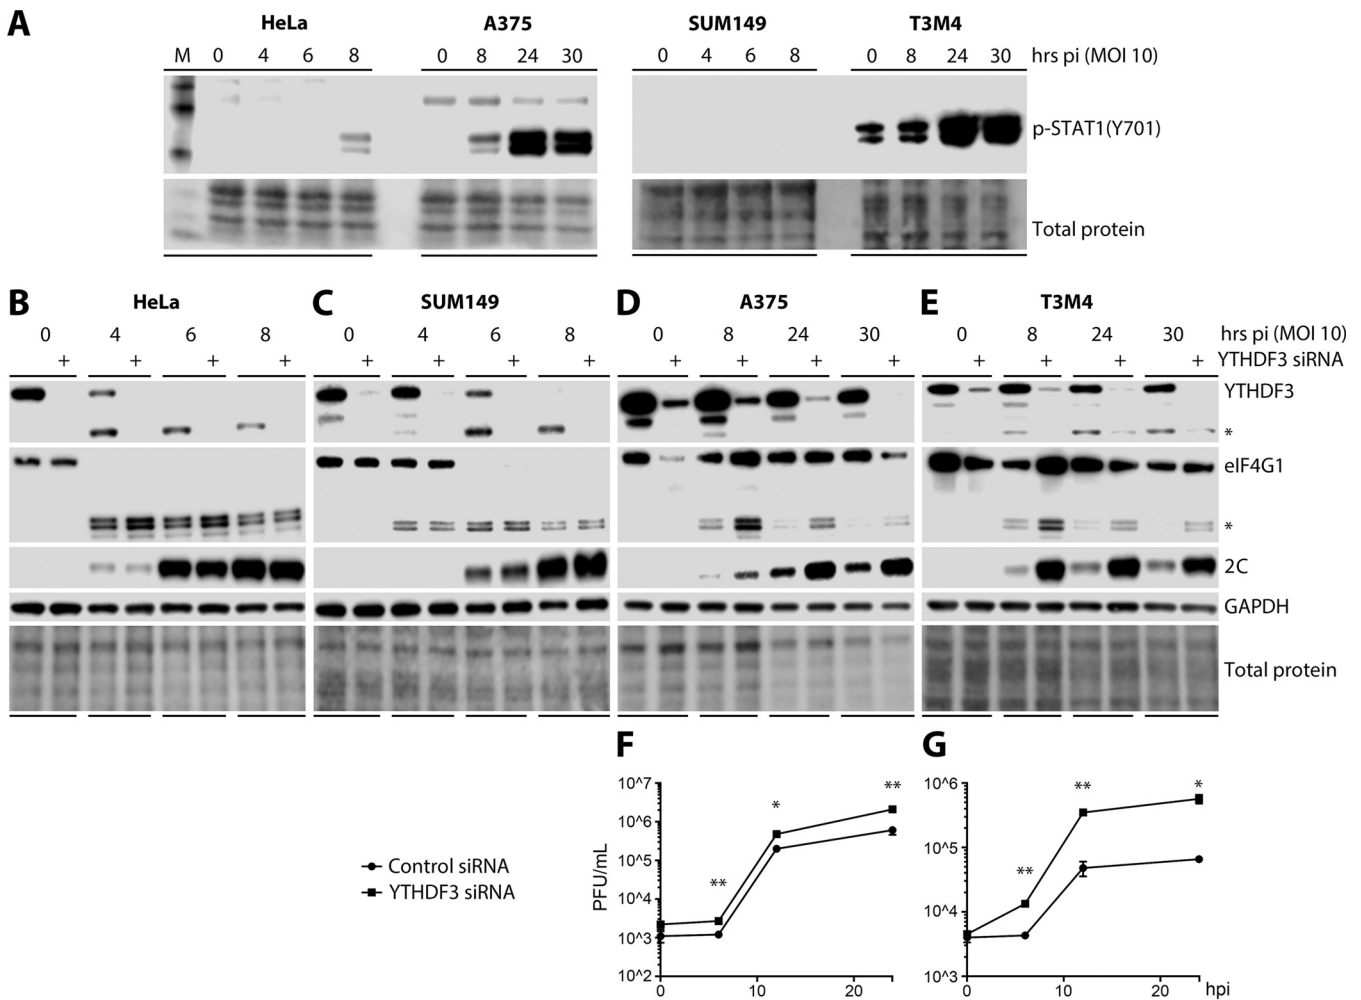 A HeLa A375 SUM149 T3M4
M 0 4 6 8 0 8 24 30 0 4 6 8 0 8 24 30 hrs pi (MOI 10)
p-STAT1(Y701)
Total protein
B HeLa C SUM149 D A375 E T3M4
0 4 6 8 0 4 6 8 0 8 24 30 0 8 24 30 hrs pi (MOI 10)
+ + + + + + + + + + + + + + + + YTHDF3 siRNA
YTHDF3
*
eIF4G1
*
2C
GAPDH
Total protein
F G
10^7 ** 10^6 ** *
* 
10^6
10^5 10^5
**
10^4 ** 10^4
10^3
10^2 10^3
PFU/mL
0 10 20 0 10 20 hpi
Control siRNA
YTHDF3 siRNA